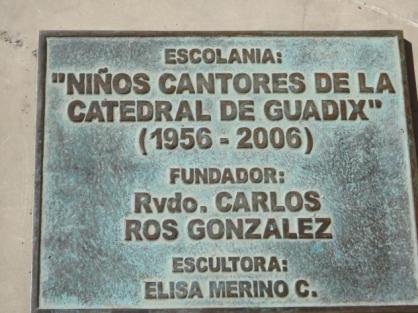 ESCOLANIA:
"NIÑOS CANTORES DE LA
CATEDRAL DE GUADIX"
(1956 - 2006)
FUNDADOR:
Rvdo. CARLOS
ROS GONZALEZ
ESCULTORA:
ELISA MERINO C.